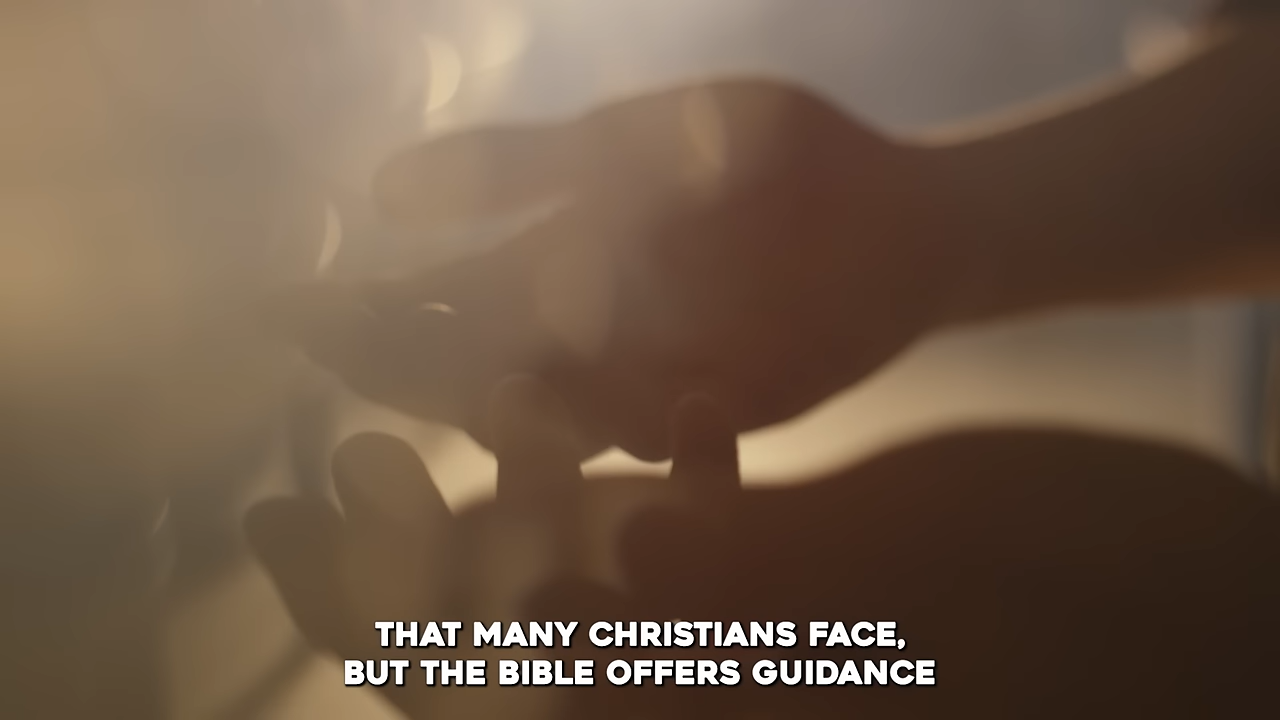 THAT MANY CHRISTIANS FACE,
BUT THE BIBLE OFFERS GUIDANCE